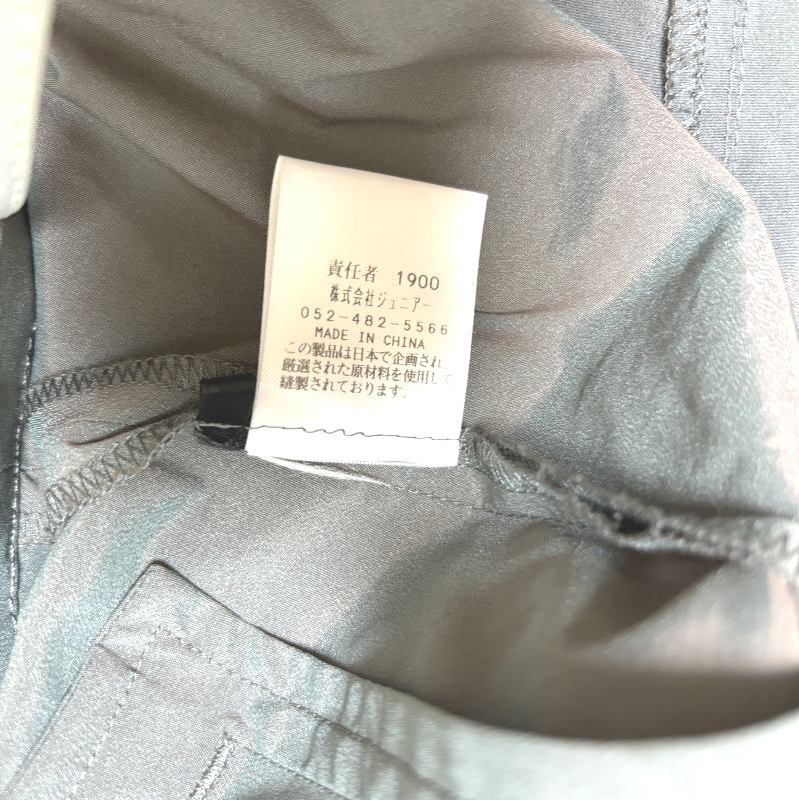 責任者 1900
株式会社ジュニアー
052-482-5566
MADE IN CHINA
この製品は日本で企画され
厳選された原材料を使用して
縫製されております。